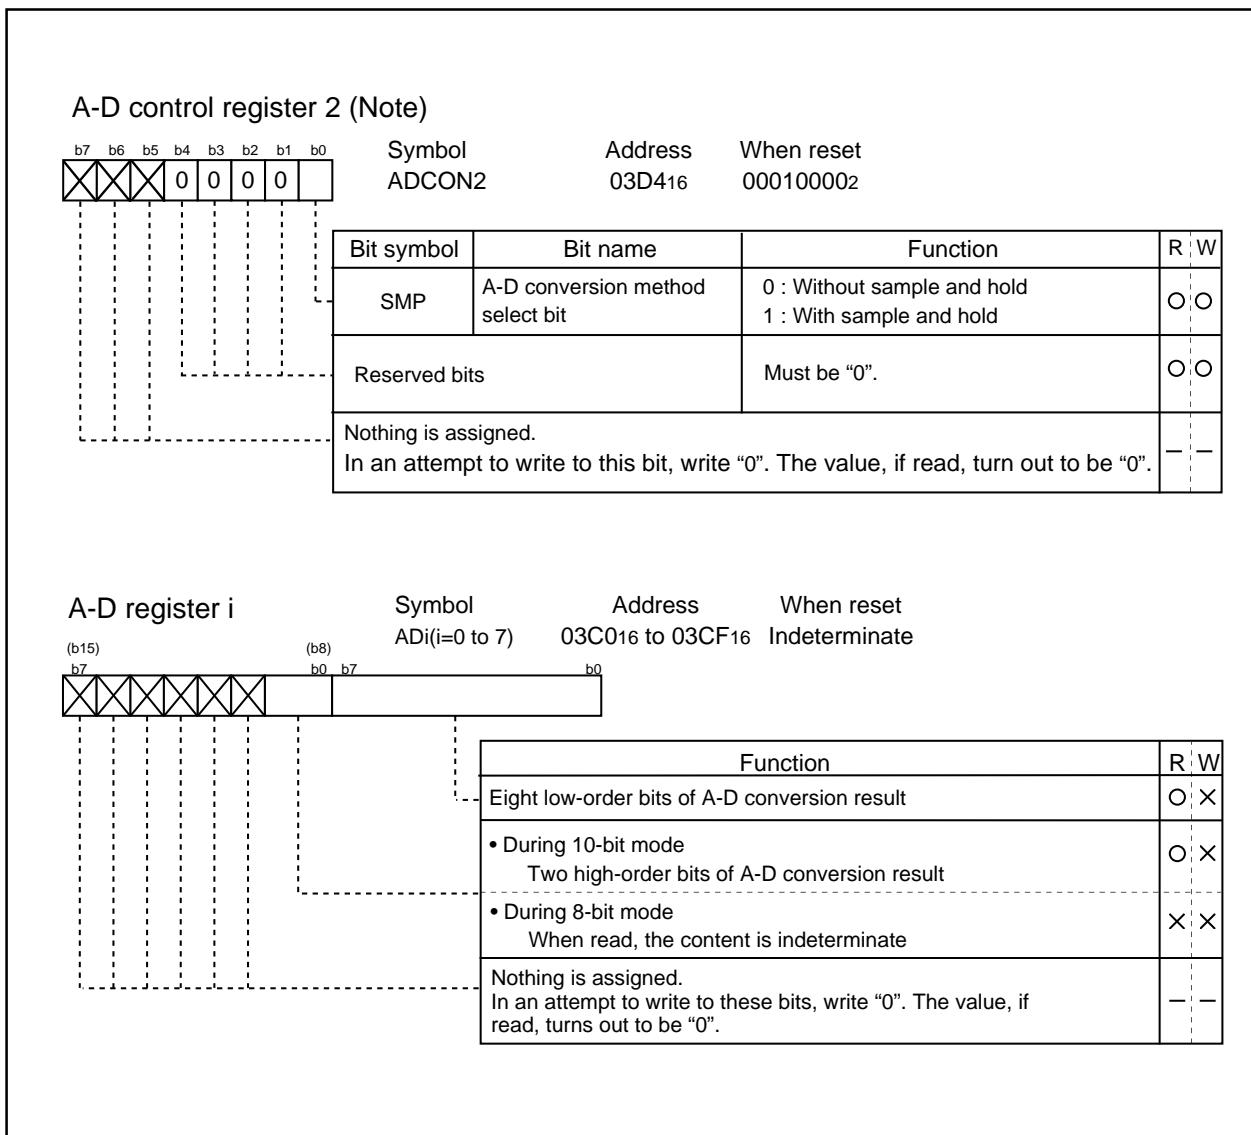 A-D control register 2 (Note)
b7 b6 b5 b4 b3 b2 b1 b0
Symbol Address When reset
0 0 0 0
ADCON2 03D416 000100002
Bit symbol Bit name Function R W
SMP
A-D conversion method
select bit
0 : Without sample and hold
1 : With sample and hold
Reserved bits
Must be “0”.
Nothing is assigned.
In an attempt to write to this bit, write “0”. The value, if read, turn out to be “0”.
A-D register i
Symbol Address When reset
ADi(i=0 to 7) 03C016 to 03CF16 Indeterminate
(b15) (b8)
b7 b0 b7 b0
Function R W
Eight low-order bits of A-D conversion result
• During 10-bit mode
Two high-order bits of A-D conversion result
• During 8-bit mode
When read, the content is indeterminate
Nothing is assigned.
In an attempt to write to these bits, write “0”. The value, if
read, turns out to be “0”.